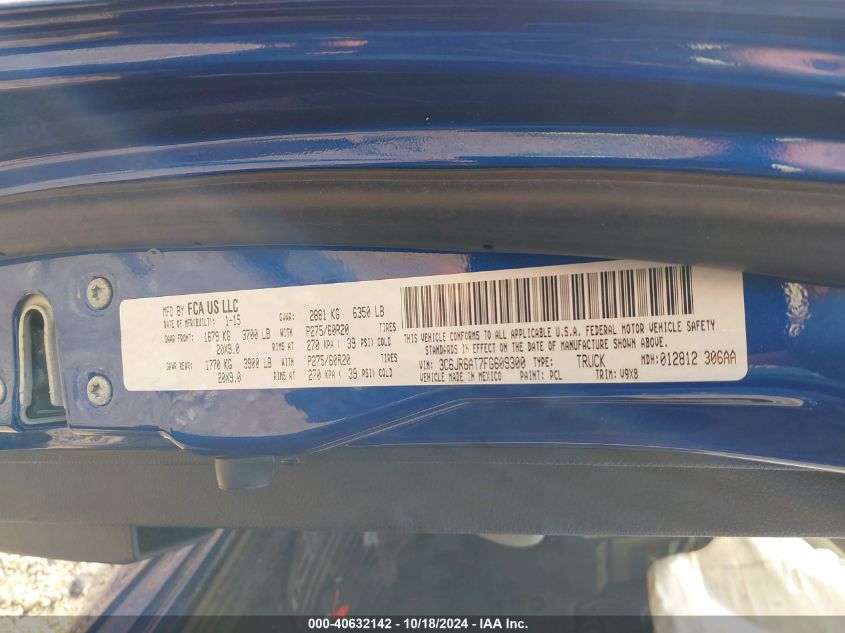 MFD BY FCA US LLC
DATE OF MFR(BUILT): 1-15 GVWR: 2881 KG 6350 LB
GAWR FRONT: 1679 KG 3700 LB WITH P275/60R20 TIRES
20X9.0 RIMS AT 270 KPA ( 39 PSI) COLD
GAWR REAR: 1770 KG 3900 LB WITH P275/60R20 TIRES
20X9.0 RIMS AT 270 KPA ( 39 PSI) COLD
THIS VEHICLE CONFORMS TO ALL APPLICABLE U.S.A. FEDERAL MOTOR VEHICLE SAFETY
STANDARDS IN EFFECT ON THE DATE OF MANUFACTURE SHOWN ABOVE.
VIN: 3C6JR6AT7FG609300 TYPE: TRUCK MDH: 012812 306AA
VEHICLE MADE IN MEXICO PAINT: PCL TRIM: V9X8
000-40632142 - 10/18/2024 - IAA Inc.